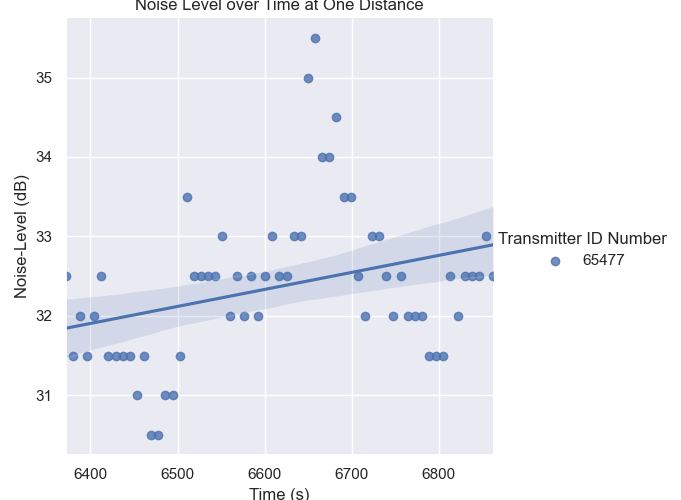 Noise Level over Time at One Distance
35
34
33
32
31
Noise-Level (dB)
6400 6500 6600 6700 6800
Time (s)
Transmitter ID Number
65477